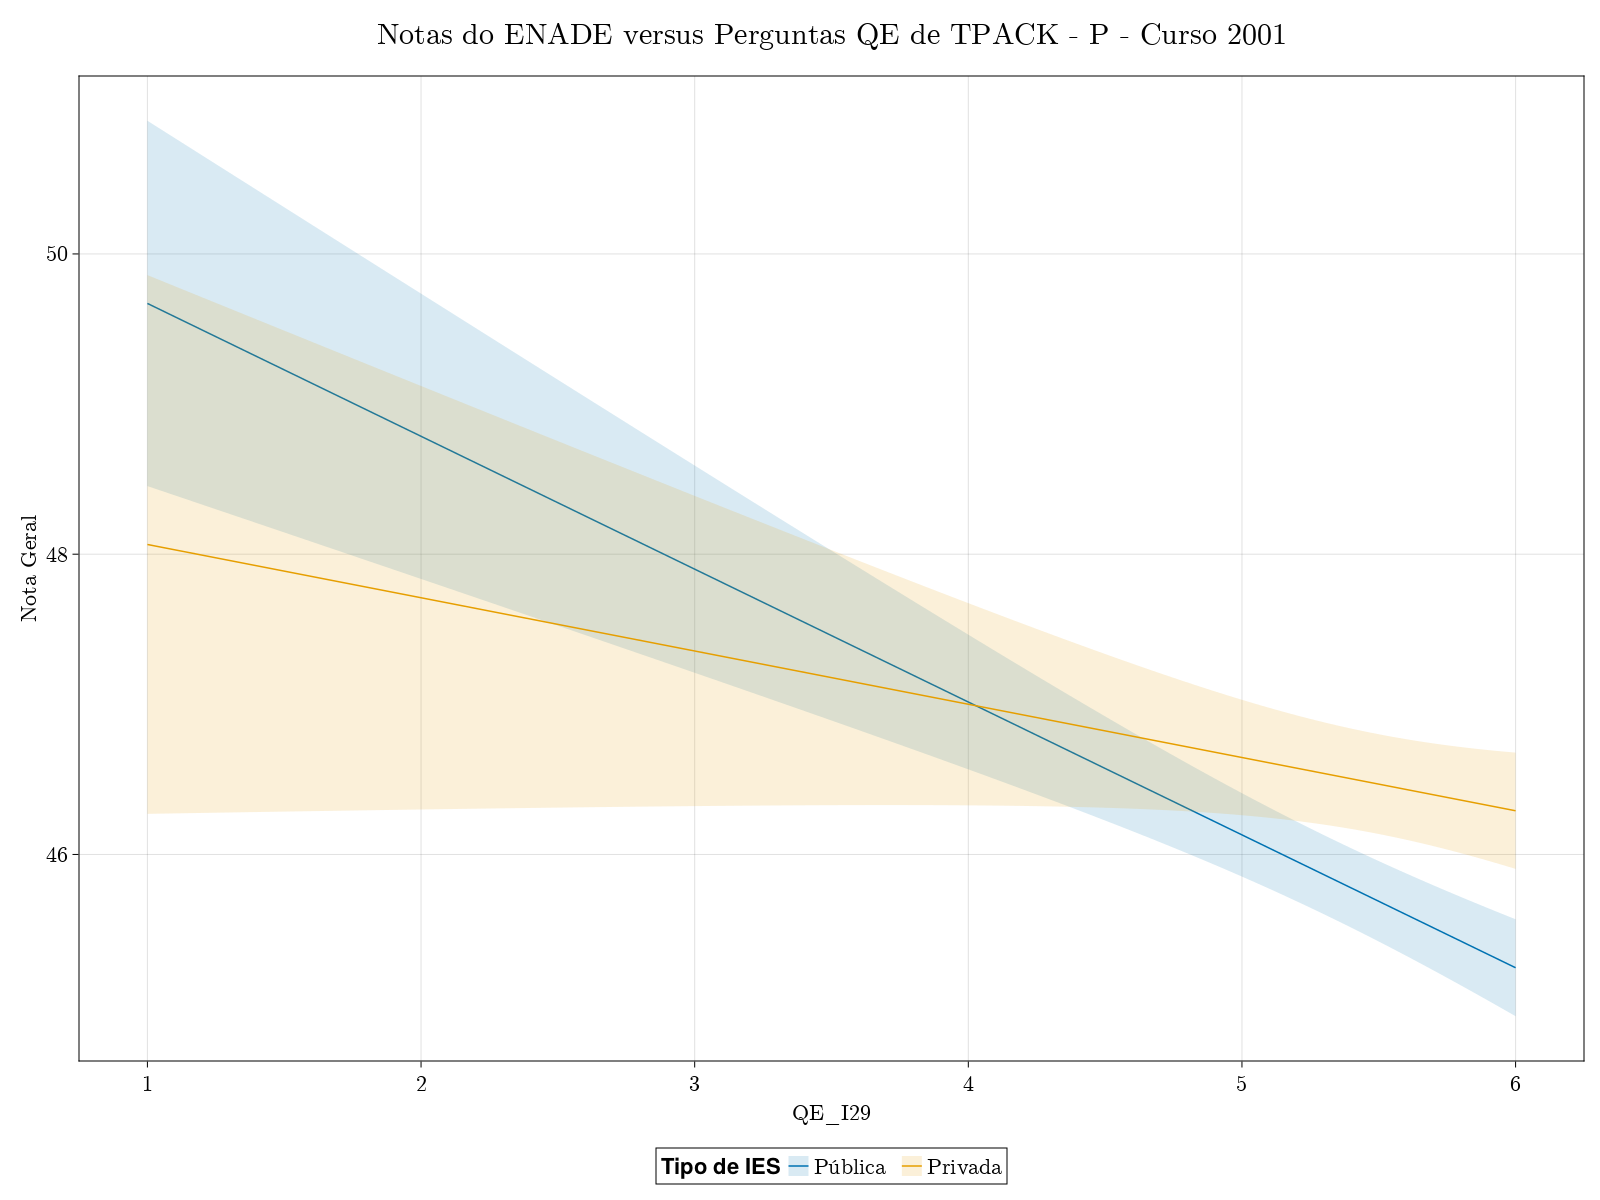 Notas do ENADE versus Perguntas QE de TPACK - P - Curso 2001
Nota Geral
50
48
46
1 2 3 4 5 6
QE_I29
Tipo de IES Pública Privada